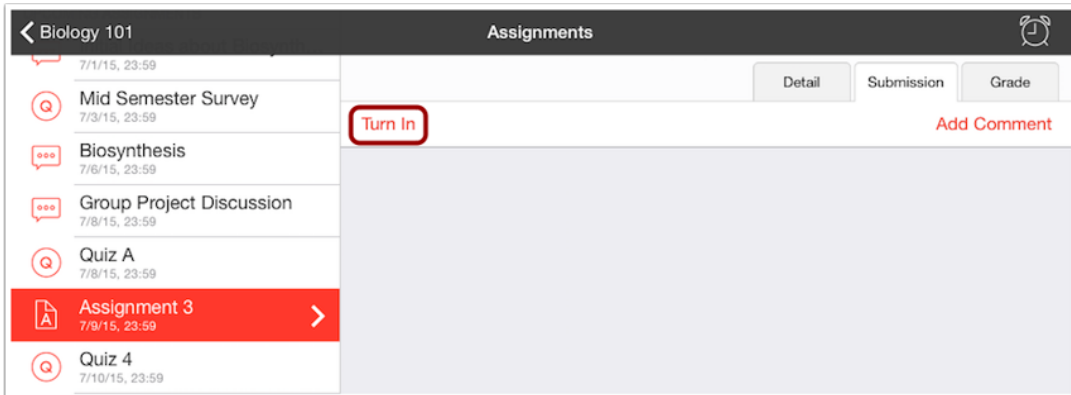 Biology 101
Assignments
7/1/15, 23:59
Q
Mid Semester Survey
7/3/15, 23:59
Biosynthesis
7/6/15, 23:59
Group Project Discussion
7/8/15, 23:59
Q
Quiz A
7/8/15, 23:59
A
Assignment 3
7/9/15, 23:59
Q
Quiz 4
7/10/15, 23:59
Detail
Submission
Grade
Turn In
Add Comment